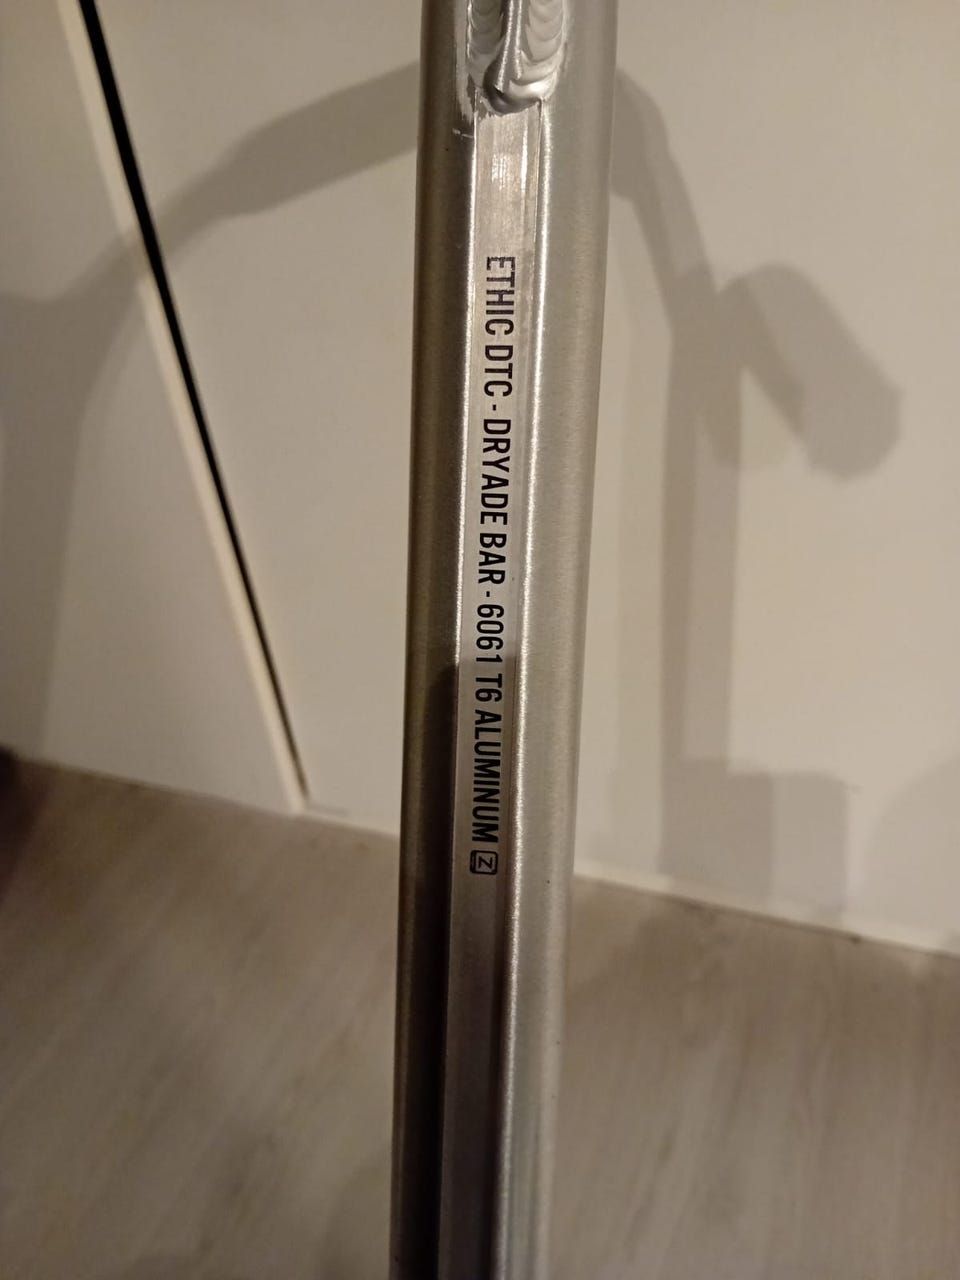 ETHIC DTC - DRYADE BAR - 6061 T6 ALUMINUM